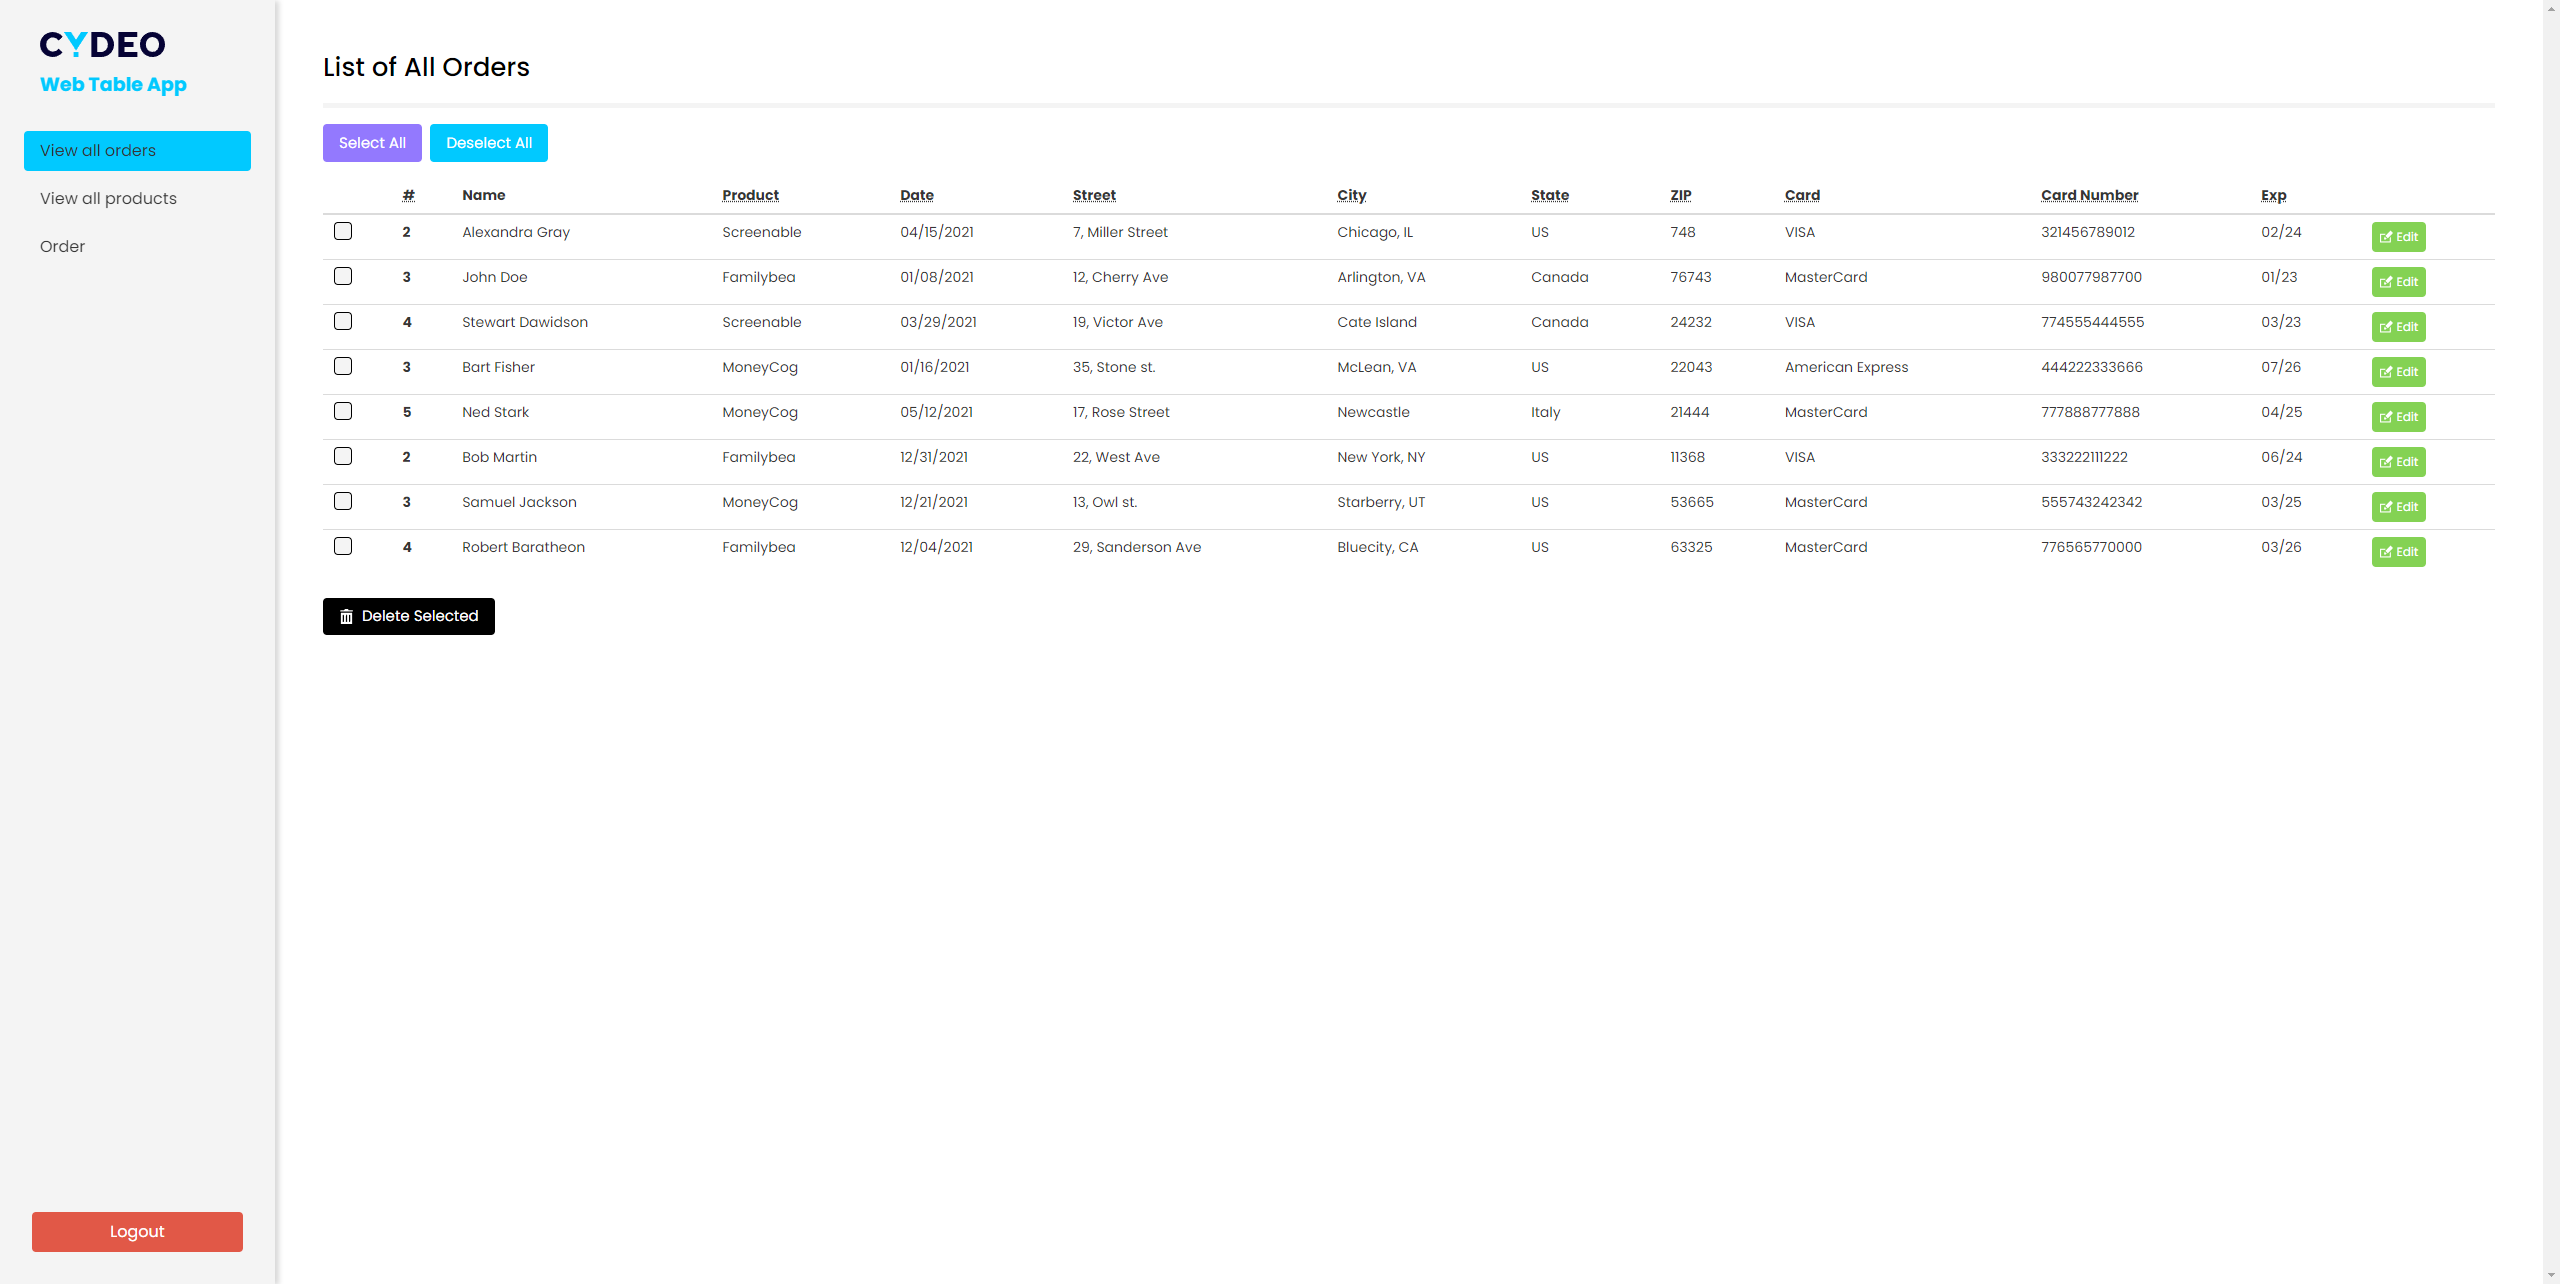 CYDEO
Web Table App
View all orders
View all products
Order
Logout
List of All Orders
Select All Deselect All
# Name Product Date Street City State ZIP Card Card Number Exp
2 Alexandra Gray Screenable 04/15/2021 7, Miller Street Chicago, IL US 748 VISA 321456789012 02/24 Edit
3 John Doe Familybea 01/08/2021 12, Cherry Ave Arlington, VA Canada 76743 MasterCard 980077987700 01/23 Edit
4 Stewart Dawidson Screenable 03/29/2021 19, Victor Ave Cate Island Canada 24232 VISA 774555444555 03/23 Edit
3 Bart Fisher MoneyCog 01/16/2021 35, Stone st. McLean, VA US 22043 American Express 444222333666 07/26 Edit
5 Ned Stark MoneyCog 05/12/2021 17, Rose Street Newcastle Italy 21444 MasterCard 777888777888 04/25 Edit
2 Bob Martin Familybea 12/31/2021 22, West Ave New York, NY US 11368 VISA 333222111222 06/24 Edit
3 Samuel Jackson MoneyCog 12/21/2021 13, Owl st. Starberry, UT US 53665 MasterCard 555743242342 03/25 Edit
4 Robert Baratheon Familybea 12/04/2021 29, Sanderson Ave Bluecity, CA US 63325 MasterCard 776565770000 03/26 Edit
Delete Selected